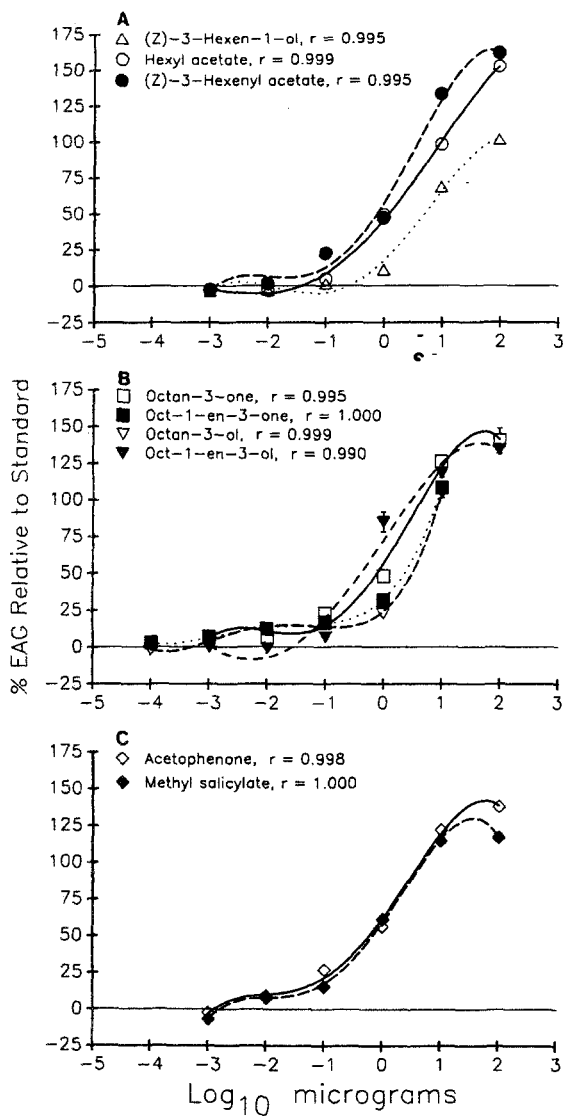 A
(Z)-3-Hexen-1-ol, r = 0.995
Hexyl acetate, r = 0.999
(Z)-3-Hexenyl acetate, r = 0.995
175
150
125
100
75
50
25
0
-25
-5 -4 -3 -2 -1 0 1 2 3
B
Octan-3-one, r = 0.995
Oct-1-en-3-one, r = 1.000
Octan-3-ol, r = 0.999
Oct-1-en-3-ol, r = 0.990
175
150
125
100
75
50
25
0
-25
-5 -4 -3 -2 -1 0 1 2 3
% EAG Relative to Standard
C
Acetophenone, r = 0.998
Methyl salicylate, r = 1.000
175
150
125
100
75
50
25
0
-25
-5 -4 -3 -2 -1 0 1 2 3
Log10 micrograms